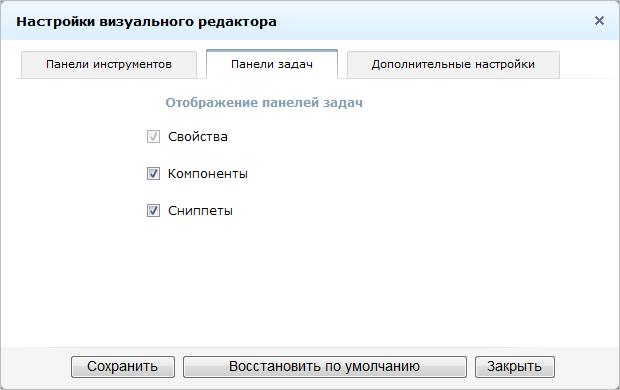 Настройки визуального редактора
Панели инструментов
Панели задач
Дополнительные настройки
Отображение панелей задач
Свойства
Компоненты
Сниппеты
Сохранить
Восстановить по умолчанию
Закрыть